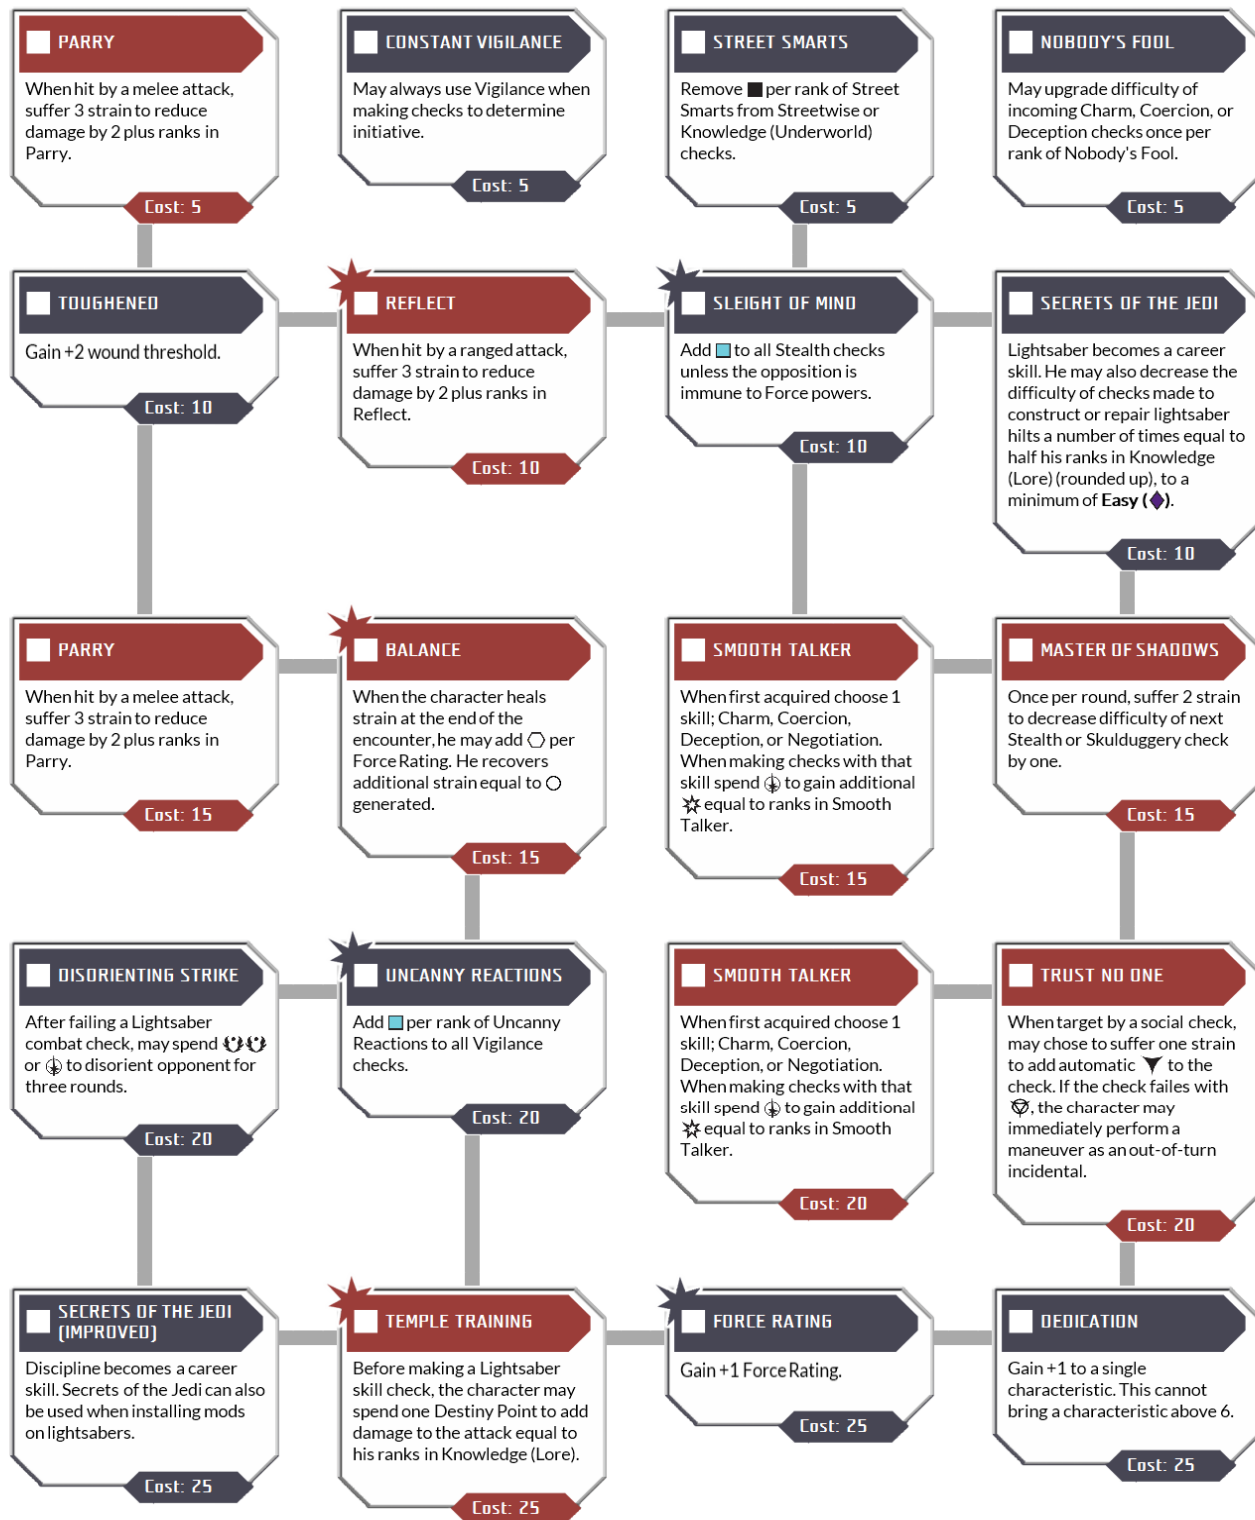 PARRY
When hit by a melee attack,
suffer 3 strain to reduce
damage by 2 plus ranks in
Parry.
Cost: 5
CONSTANT VIGILANCE
May always use Vigilance when
making checks to determine
initiative.
Cost: 5
STREET SMARTS
Remove per rank of Street
Smarts from Streetwise or
Knowledge (Underworld)
checks.
Cost: 5
NOBODY'S FOOL
May upgrade difficulty of
incoming Charm, Coercion, or
Deception checks once per
rank of Nobody's Fool.
Cost: 5
TOUGHENED
Gain +2 wound threshold.
Cost: 10
REFLECT
When hit by a ranged attack,
suffer 3 strain to reduce
damage by 2 plus ranks in
Reflect.
Cost: 10
SLEIGHT OF MIND
Add to all Stealth checks
unless the opposition is
immune to Force powers.
Cost: 10
SECRETS OF THE JEDI
Lightsaber becomes a career
skill. He may also decrease the
difficulty of checks made to
construct or repair lightsaber
hilts a number of times equal to
half his ranks in Knowledge
(Lore) (rounded up), to a
minimum of Easy ( ).
Cost: 10
PARRY
When hit by a melee attack,
suffer 3 strain to reduce
damage by 2 plus ranks in
Parry.
Cost: 15
BALANCE
When the character heals
strain at the end of the
encounter, he may add per
Force Rating. He recovers
additional strain equal to
generated.
Cost: 15
SMOOTH TALKER
When first acquired choose 1
skill; Charm, Coercion,
Deception, or Negotiation.
When making checks with that
skill spend to gain additional
equal to ranks in Smooth
Talker.
Cost: 15
MASTER OF SHADOWS
Once per round, suffer 2 strain
to decrease difficulty of next
Stealth or Skulduggery check
by one.
Cost: 15
DISORIENTING STRIKE
After failing a Lightsaber
combat check, may spend
or to disorient opponent for
three rounds.
Cost: 20
UNCANNY REACTIONS
Add per rank of Uncanny
Reactions to all Vigilance
checks.
Cost: 20
SMOOTH TALKER
When first acquired choose 1
skill; Charm, Coercion,
Deception, or Negotiation.
When making checks with that
skill spend to gain additional
equal to ranks in Smooth
Talker.
Cost: 20
TRUST NO ONE
When target by a social check,
may chose to suffer one strain
to add automatic to the
check. If the check failes with
, the character may
immediately perform a
maneuver as an out-of-turn
incidental.
Cost: 20
SECRETS OF THE JEDI
(IMPROVED)
Discipline becomes a career
skill. Secrets of the Jedi can also
be used when installing mods
on lightsabers.
Cost: 25
TEMPLE TRAINING
Before making a Lightsaber
skill check, the character may
spend one Destiny Point to add
damage to the attack equal to
his ranks in Knowledge (Lore).
Cost: 25
FORCE RATING
Gain +1 Force Rating.
Cost: 25
DEDICATION
Gain +1 to a single
characteristic. This cannot
bring a characteristic above 6.
Cost: 25